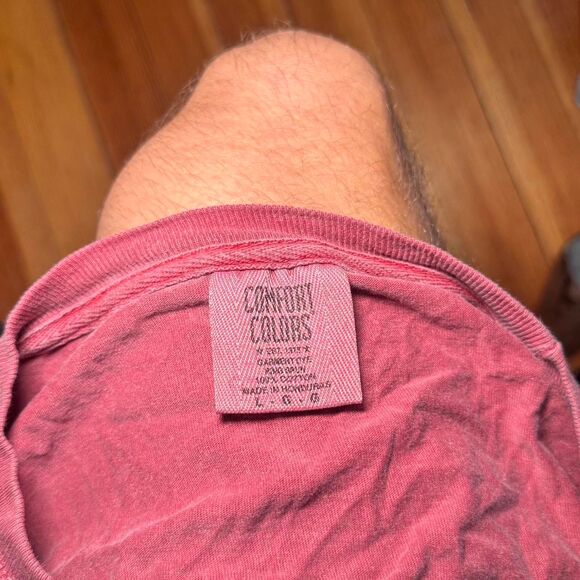 COMFORT
COLORS
EST. 1975
GARMENT DYE
RING SPUN
100% COTTON
MADE IN HONDURAS
L · G · G